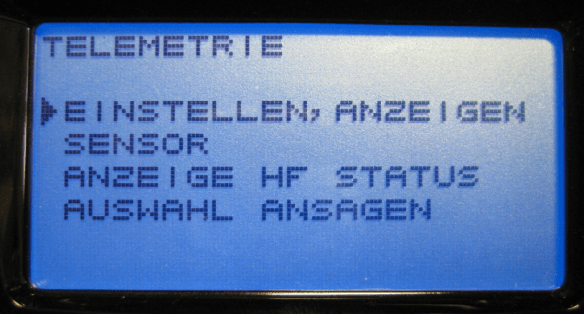 TELEMETRIE
EINSTELLEN, ANZEIGEN
SENSOR
ANZEIGE HF STATUS
AUSWAHL ANSAGEN